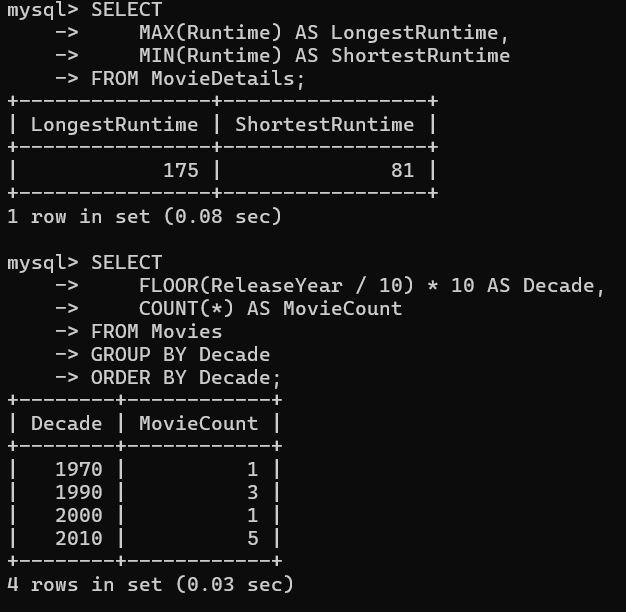 mysql> SELECT
    ->     MAX(Runtime) AS LongestRuntime,
    ->     MIN(Runtime) AS ShortestRuntime
    -> FROM MovieDetails;
+----------------+-----------------+
| LongestRuntime | ShortestRuntime |
+----------------+-----------------+
|            175 |              81 |
+----------------+-----------------+
1 row in set (0.08 sec)

mysql> SELECT
    ->     FLOOR(ReleaseYear / 10) * 10 AS Decade,
    ->     COUNT(*) AS MovieCount
    -> FROM Movies
    -> GROUP BY Decade
    -> ORDER BY Decade;
+--------+------------+
| Decade | MovieCount |
+--------+------------+
|   1970 |          1 |
|   1990 |          3 |
|   2000 |          1 |
|   2010 |          5 |
+--------+------------+
4 rows in set (0.03 sec)